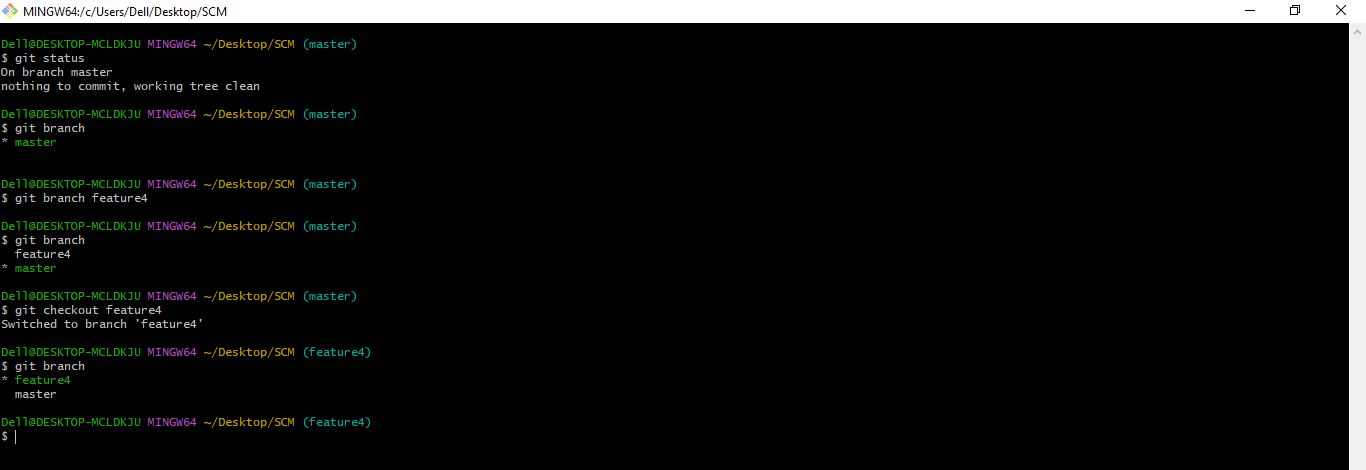 MINGW64:/c/Users/Dell/Desktop/SCM
Dell@DESKTOP-MCLDKJU MINGW64 ~/Desktop/SCM (master)
$ git status
On branch master
nothing to commit, working tree clean
Dell@DESKTOP-MCLDKJU MINGW64 ~/Desktop/SCM (master)
$ git branch
* master
Dell@DESKTOP-MCLDKJU MINGW64 ~/Desktop/SCM (master)
$ git branch feature4
Dell@DESKTOP-MCLDKJU MINGW64 ~/Desktop/SCM (master)
$ git branch
  feature4
* master
Dell@DESKTOP-MCLDKJU MINGW64 ~/Desktop/SCM (master)
$ git checkout feature4
Switched to branch 'feature4'
Dell@DESKTOP-MCLDKJU MINGW64 ~/Desktop/SCM (feature4)
$ git branch
* feature4
  master
Dell@DESKTOP-MCLDKJU MINGW64 ~/Desktop/SCM (feature4)
$